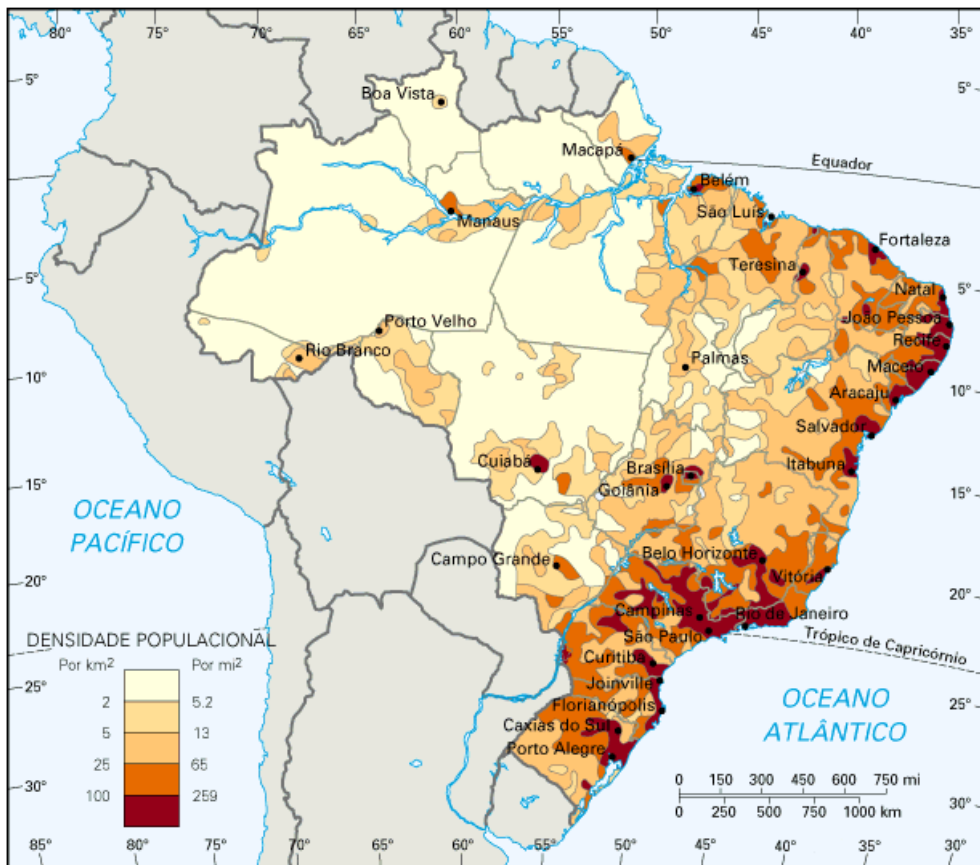 80° 75° 70° 65° 60° 55° 50° 45° 40° 35°
5° 5°
Boa Vista
Macapá
Equador
Belém
São Luís
Manaus
Fortaleza
Teresina
5° 5°
Natal
João Pessoa
Porto Velho
Recife
Rio Branco
Palmas
Maceió
10° 10°
Aracaju
Salvador
Cuiabá
Brasília
Itabuna
Goiânia
15° 15°
OCEANO
PACÍFICO
Belo Horizonte
Campo Grande
Vitória
20° 20°
Campinas
Rio de Janeiro
São Paulo
Trópico de Capricórnio
DENSIDADE POPULACIONAL
Por km² Por mi²
2 5.2
5 13
25 65
100 259
Curitiba
Joinville
25° 25°
Florianópolis
OCEANO
ATLÂNTICO
Caxias do Sul
Porto Alegre
0 150 300 450 600 750 mi
0 250 500 750 1000 km
30° 30°
85° 80° 75° 70° 65° 60° 55° 50° 45° 40° 35° 30°